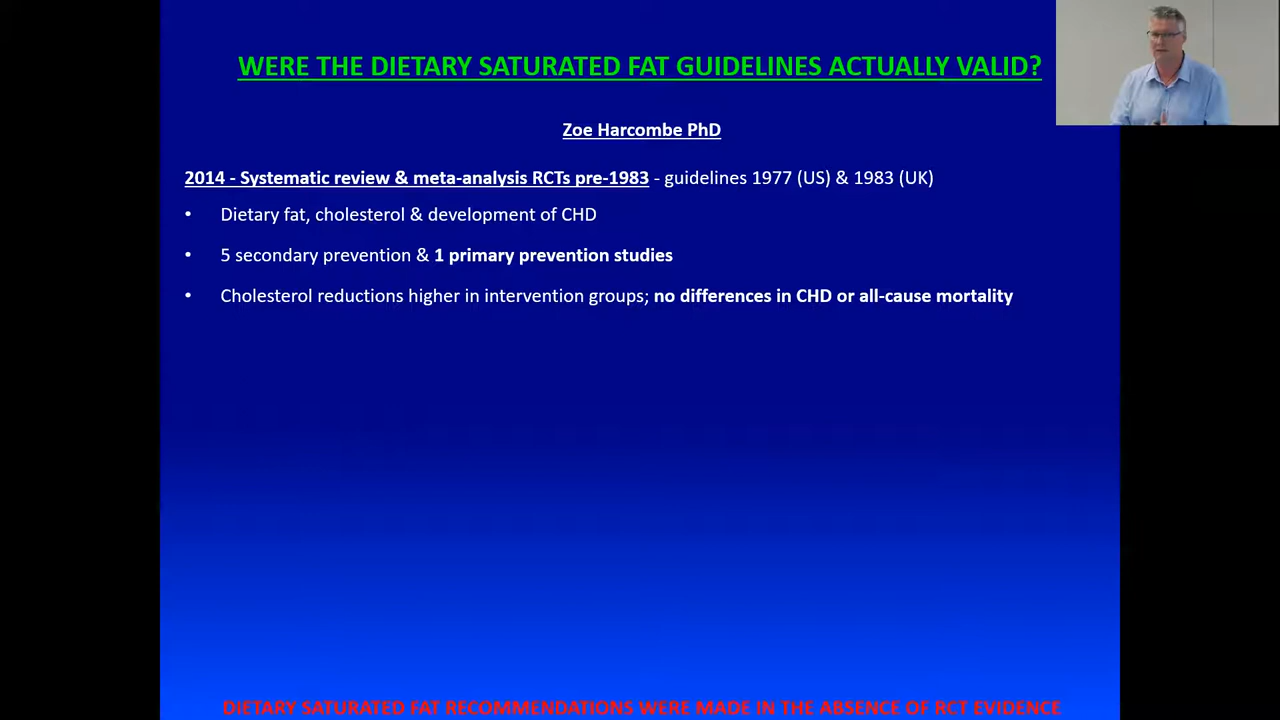 WERE THE DIETARY SATURATED FAT GUIDELINES ACTUALLY VALID?
Zoe Harcombe PhD
2014 - Systematic review & meta-analysis RCTs pre-1983 - guidelines 1977 (US) & 1983 (UK)
• Dietary fat, cholesterol & development of CHD
• 5 secondary prevention & 1 primary prevention studies
• Cholesterol reductions higher in intervention groups; no differences in CHD or all-cause mortality
DIETARY SATURATED FAT RECOMMENDATIONS WERE MADE IN THE ABSENCE OF RCT EVIDENCE